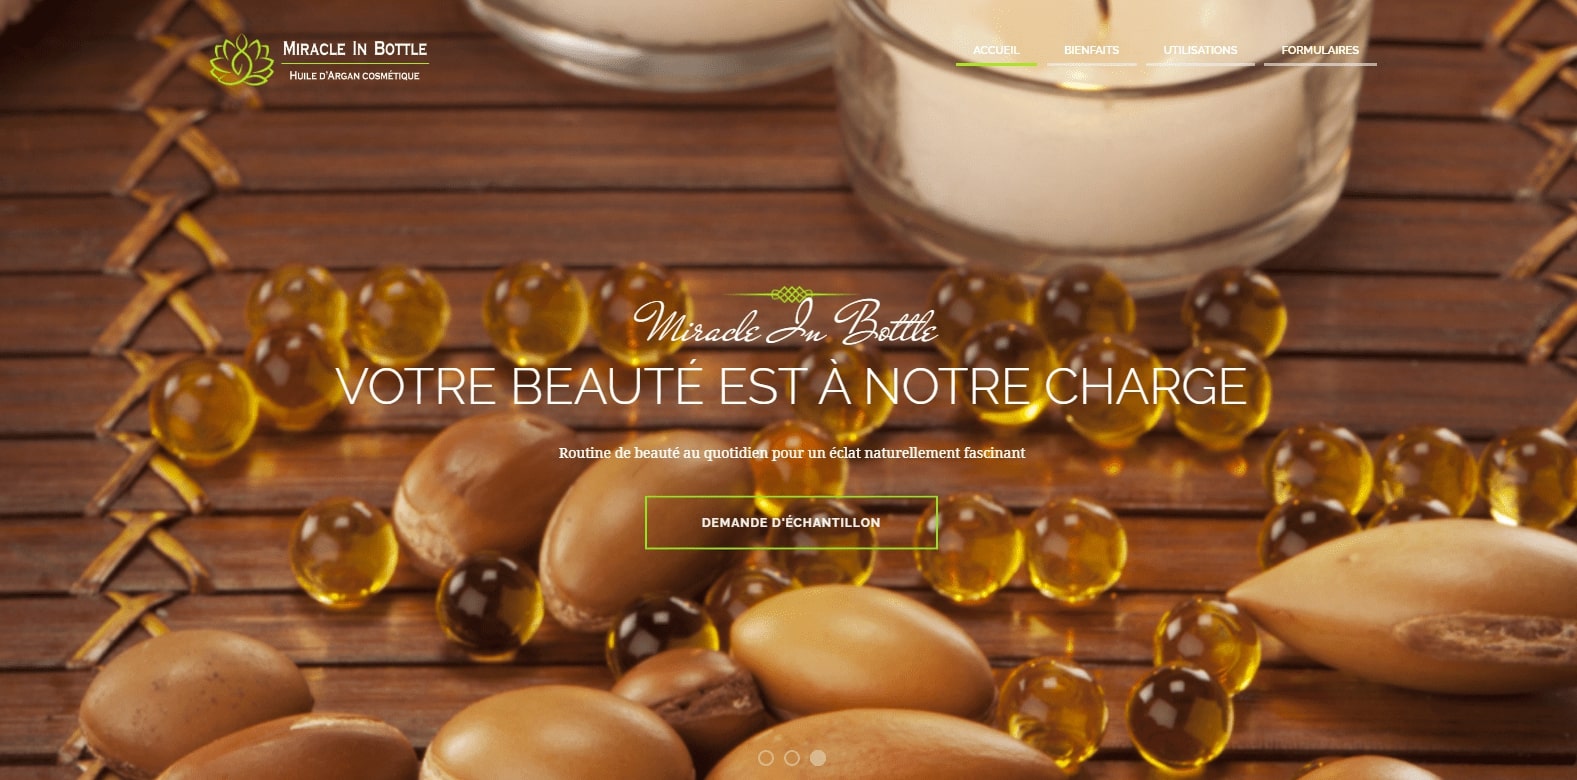 Miracle In Bottle
Huile d'Argan cosmétique
ACCUEIL
BIENFAITS
UTILISATIONS
FORMULAIRES
Miracle In Bottle
VOTRE BEAUTÉ EST À NOTRE CHARGE
Routine de beauté au quotidien pour un éclat naturellement fascinant
DEMANDE D'ÉCHANTILLON